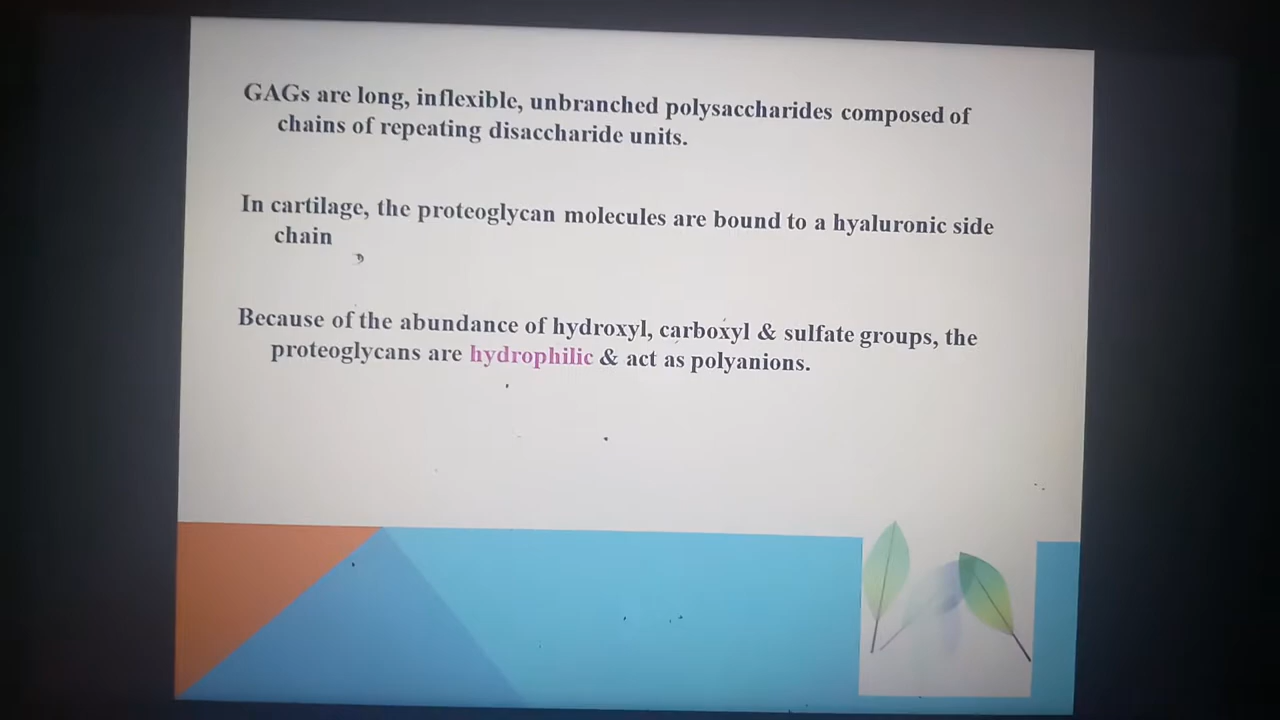 GAGs are long, inflexible, unbranched polysaccharides composed of
chains of repeating disaccharide units.
In cartilage, the proteoglycan molecules are bound to a hyaluronic side
chain
Because of the abundance of hydroxyl, carboxyl & sulfate groups, the
proteoglycans are hydrophilic & act as polyanions.